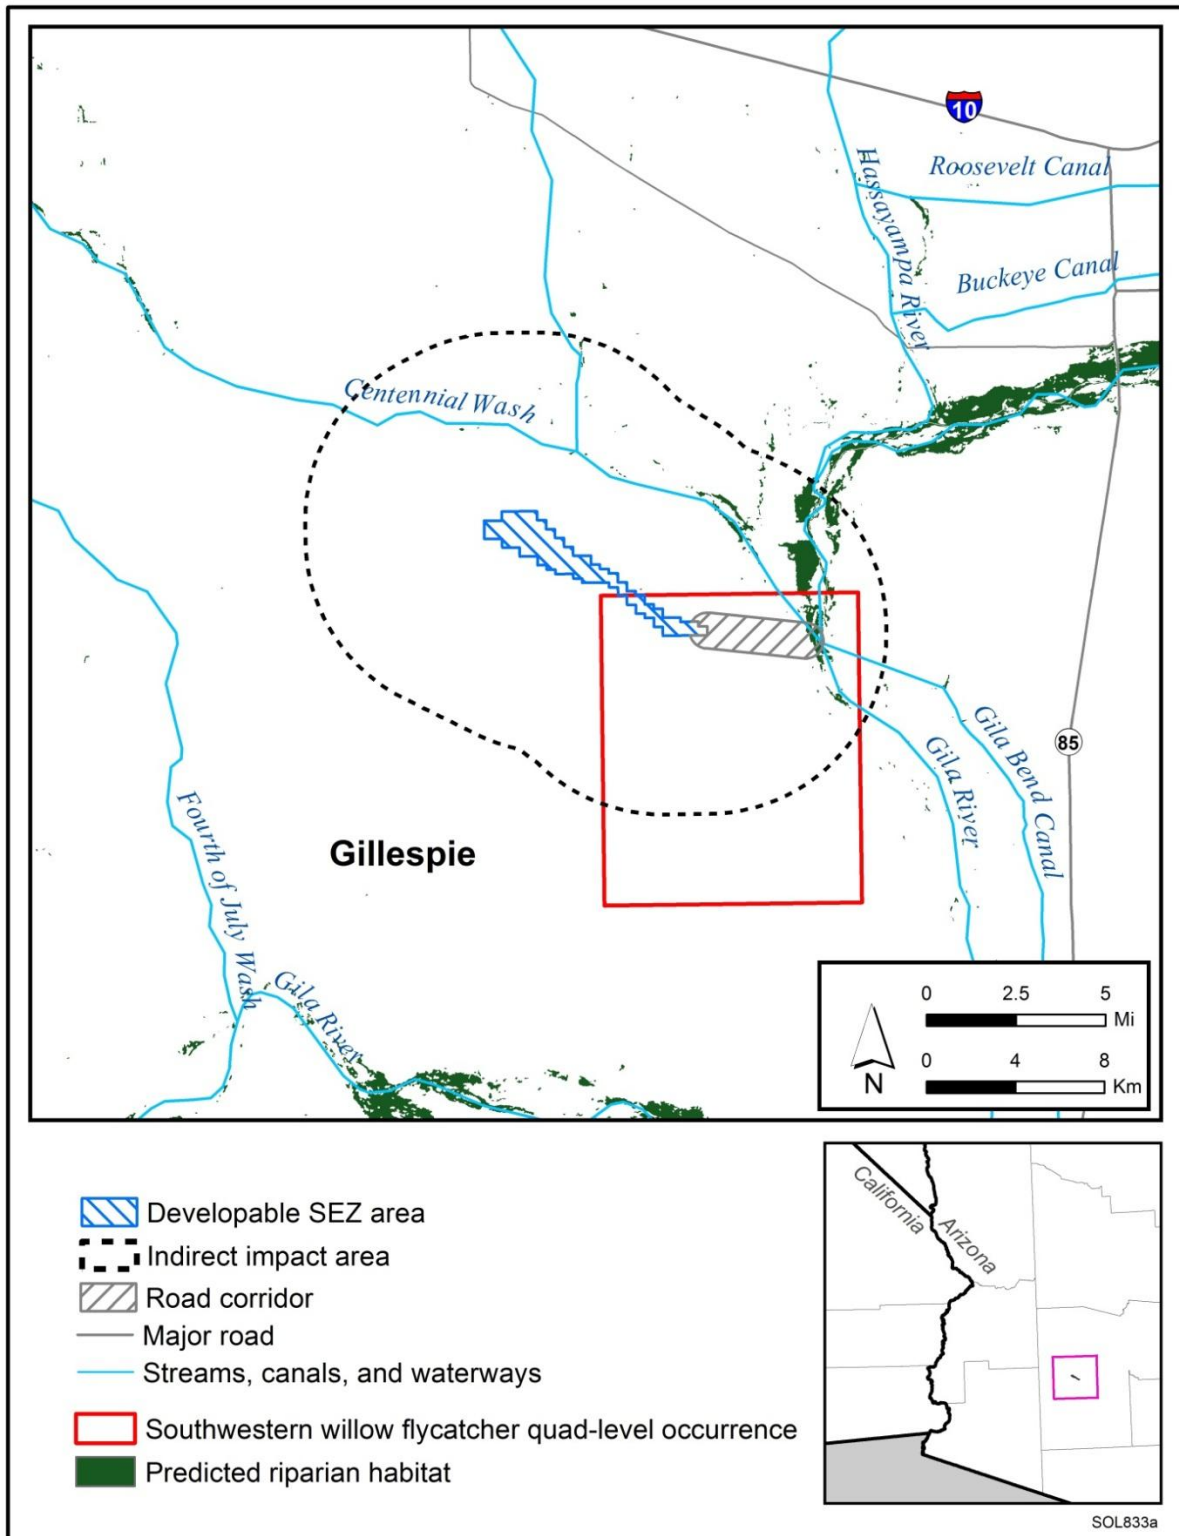 10
Roosevelt Canal
Hassayampa River
Buckeye Canal
Centennial Wash
Gila Bend Canal
Gila River
85
Fourth of July Wash
Gillespie
Gila River
0 2.5 5
Mi
0 4 8
Km
N
Developable SEZ area
Indirect impact area
Road corridor
Major road
Streams, canals, and waterways
Southwestern willow flycatcher quad-level occurrence
Predicted riparian habitat
California
Arizona
SOL833a